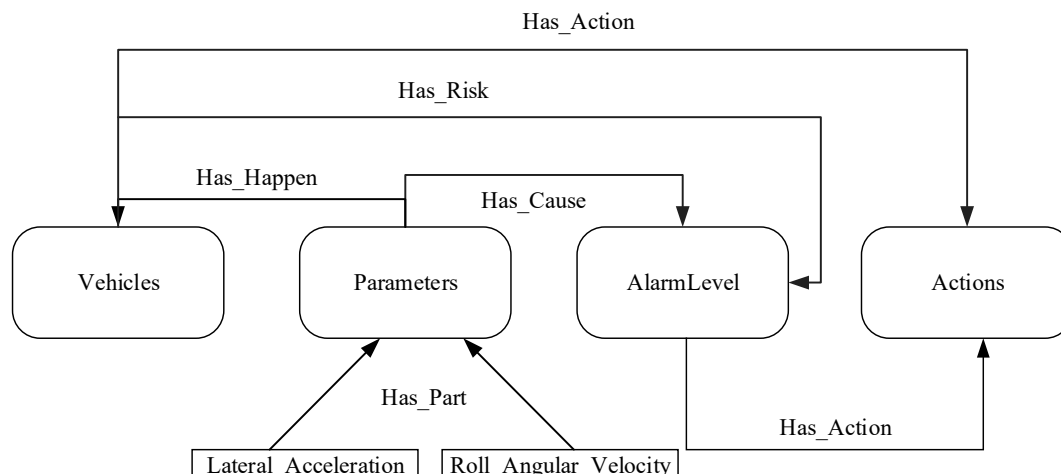 Has_Action
Has_Risk
Has_Happen
Has_Cause
Vehicles
Parameters
AlarmLevel
Actions
Has_Part
Has_Action
Lateral_Acceleration
Roll_Angular_Velocity